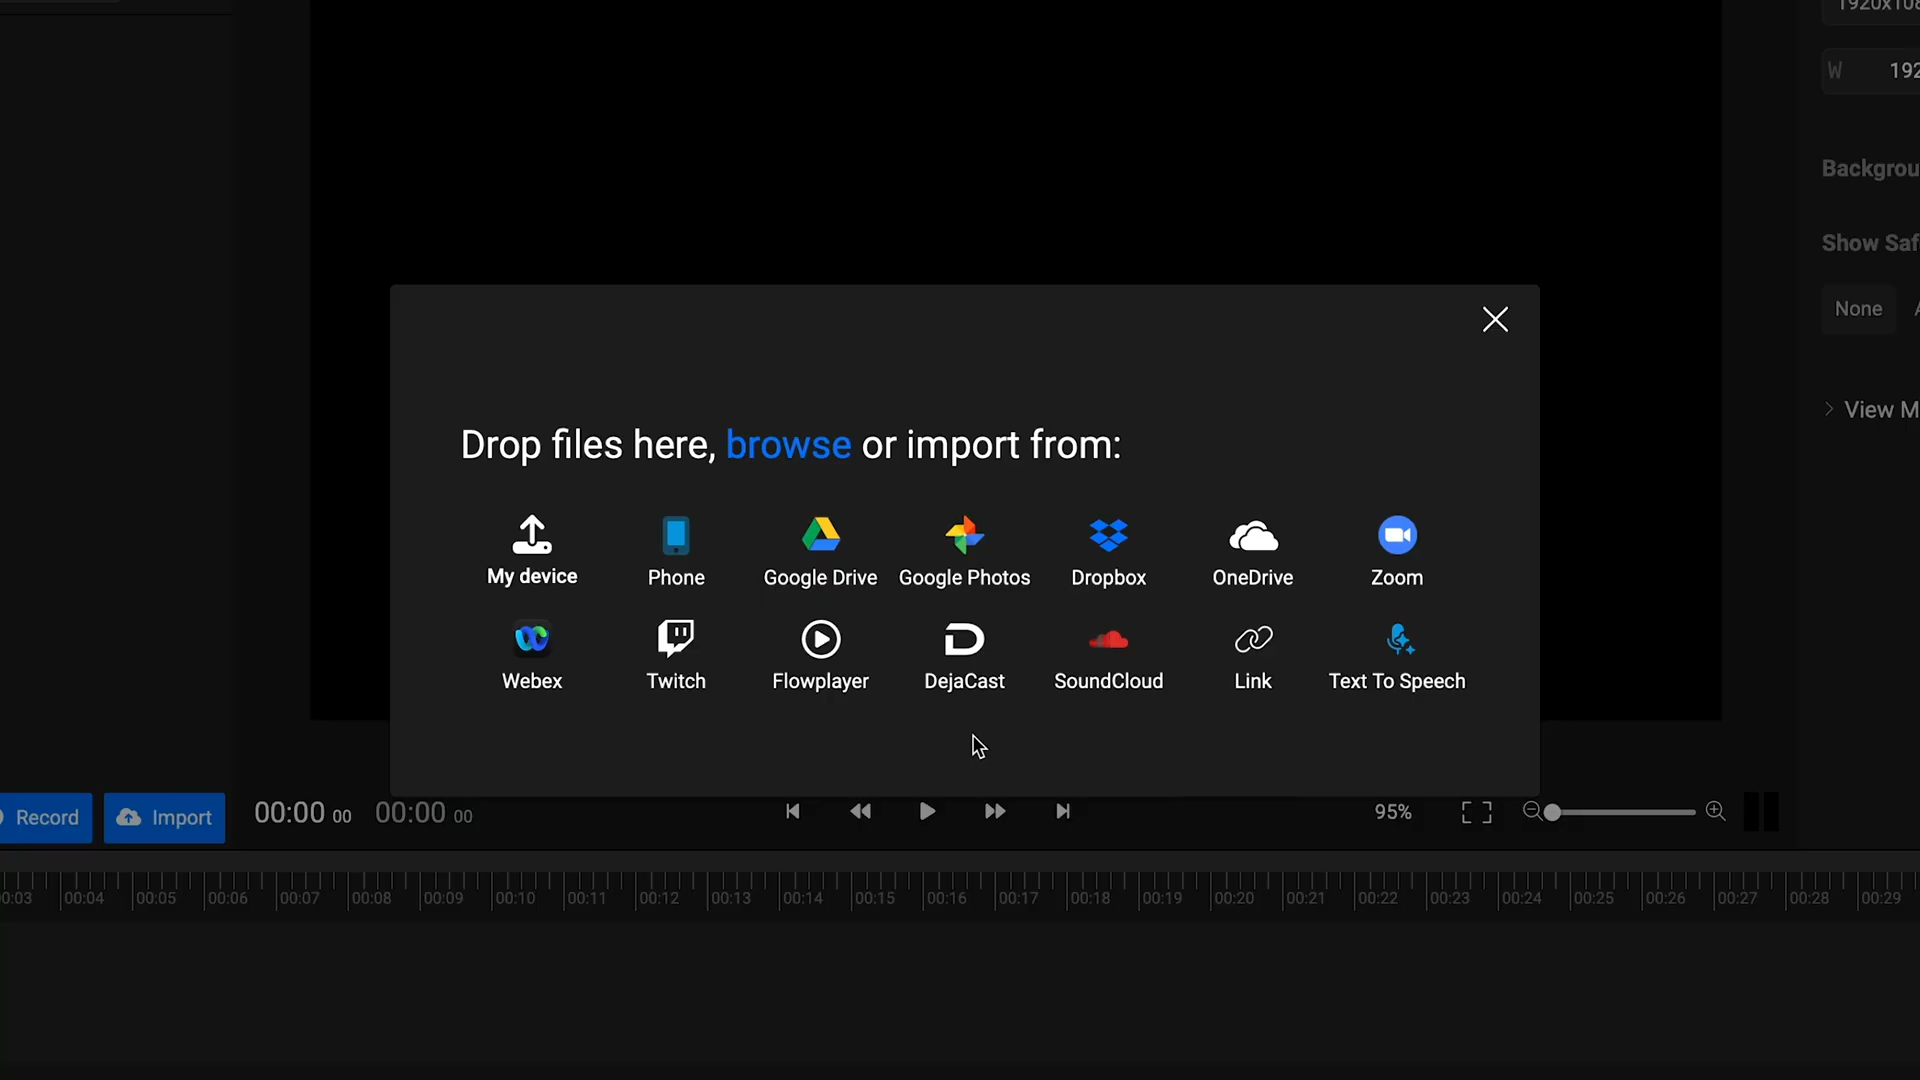 1920x108
W 192
Backgrou
Show Saf
None A
View M
Drop files here, browse or import from:
My device Phone Google Drive Google Photos Dropbox OneDrive Zoom
Webex Twitch Flowplayer DejaCast SoundCloud Link Text To Speech
Record Import 00:00 00 00:00 00 95%
0:03 00:04 00:05 00:06 00:07 00:08 00:09 00:10 00:11 00:12 00:13 00:14 00:15 00:16 00:17 00:18 00:19 00:20 00:21 00:22 00:23 00:24 00:25 00:26 00:27 00:28 00:29